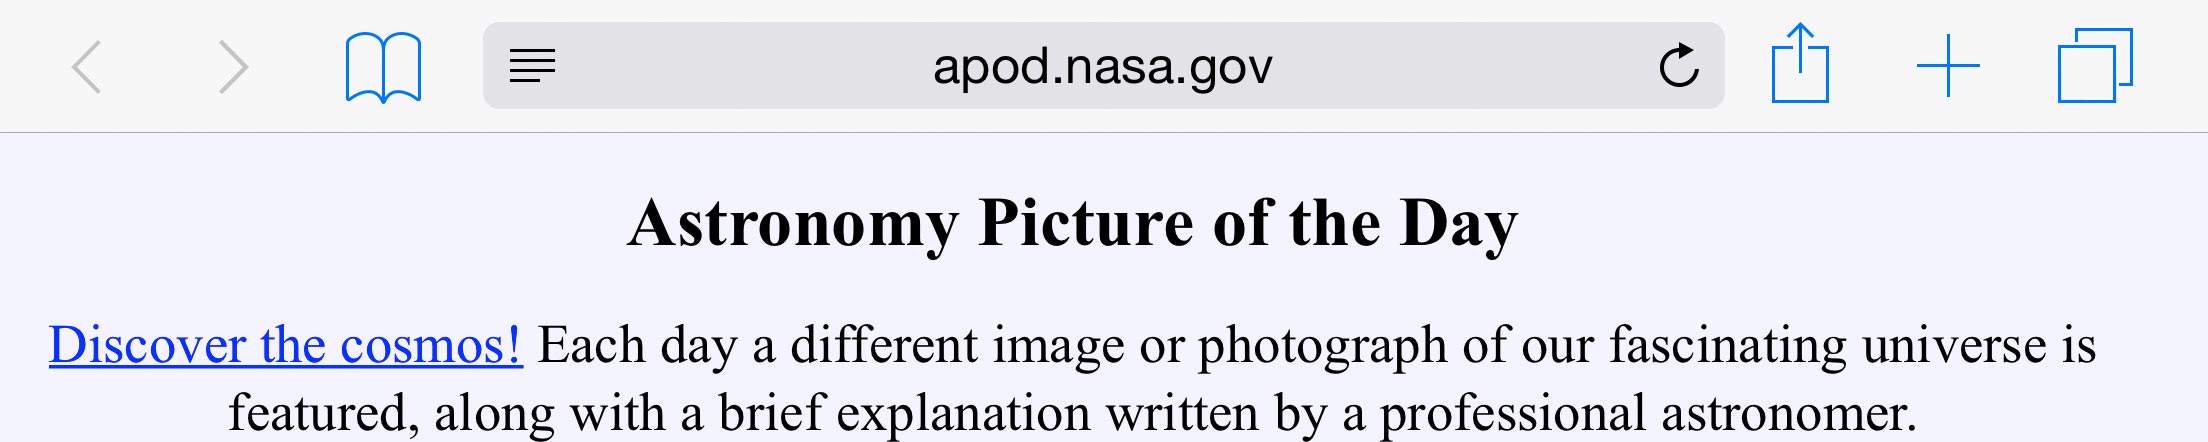 apod.nasa.gov
Astronomy Picture of the Day
Discover the cosmos! Each day a different image or photograph of our fascinating universe is
featured, along with a brief explanation written by a professional astronomer.